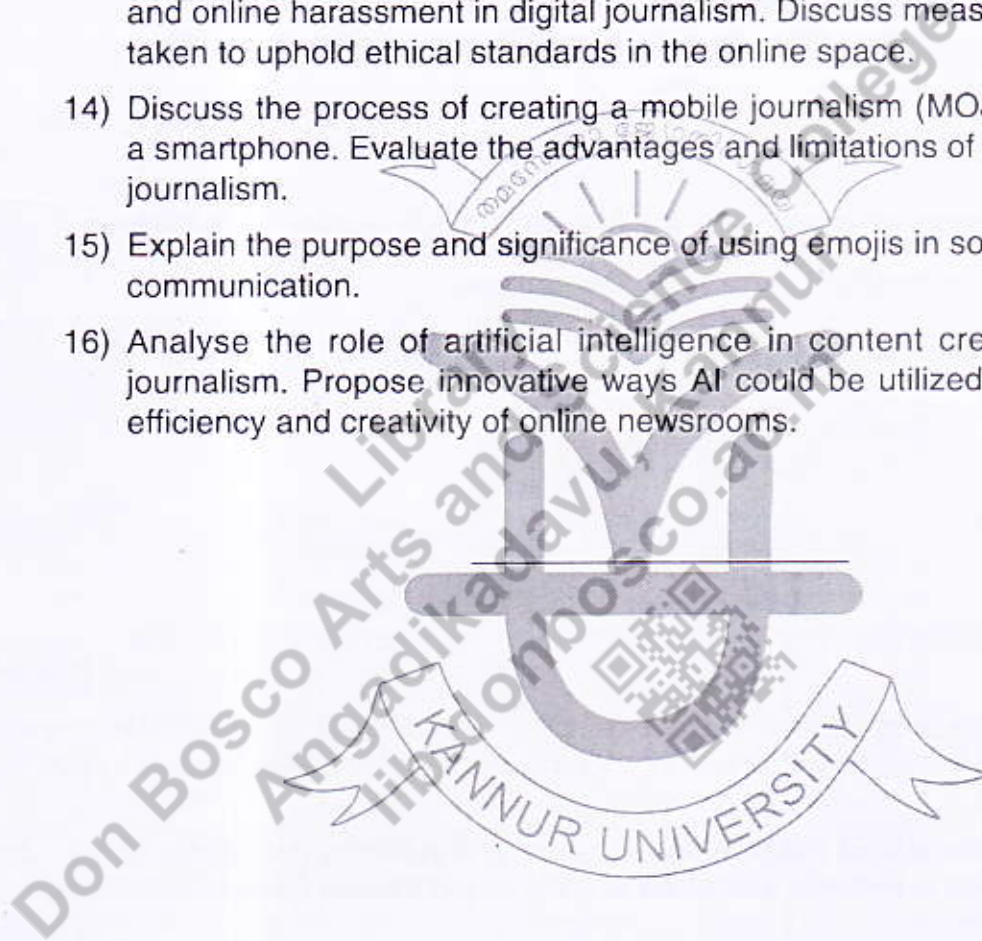 and online harassment in digital journalism. Discuss meas
taken to uphold ethical standards in the online space.
14) Discuss the process of creating a mobile journalism (MOJ
a smartphone. Evaluate the advantages and limitations of
journalism.
15) Explain the purpose and significance of using emojis in so
communication.
16) Analyse the role of artificial intelligence in content cre
journalism. Propose innovative ways AI could be utilized
efficiency and creativity of online newsrooms.
Library
Don Bosco Arts and Science College
Angadikadavu, Kannur
lib.donbosco.ac.in
KANNUR UNIVERSITY